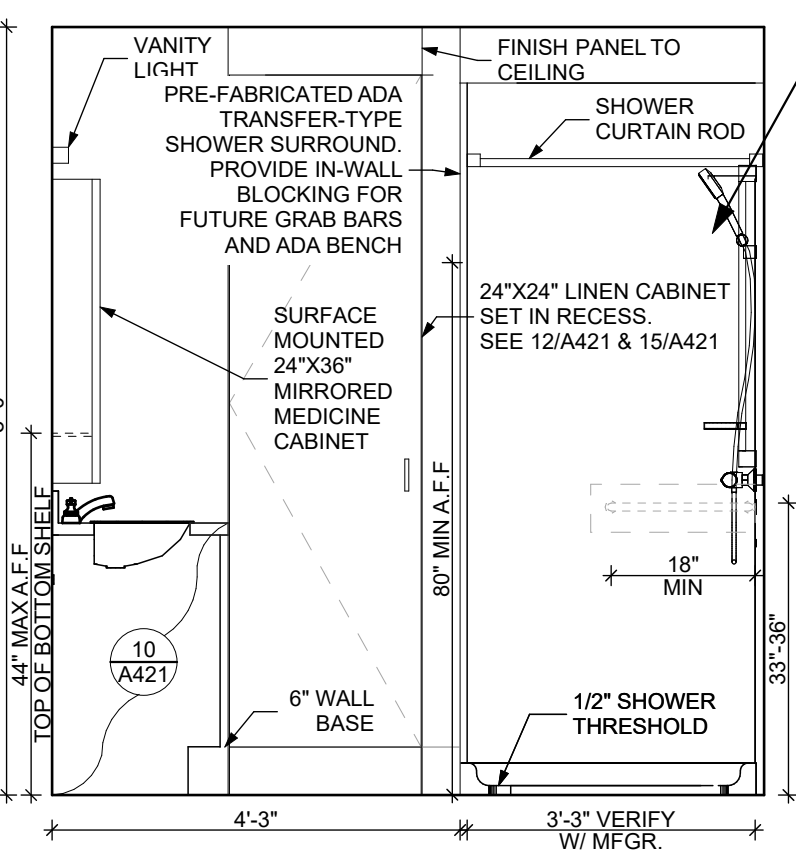 VANITY
LIGHT
FINISH PANEL TO
CEILING
PRE-FABRICATED ADA
TRANSFER-TYPE
SHOWER SURROUND.
PROVIDE IN-WALL
BLOCKING FOR
FUTURE GRAB BARS
AND ADA BENCH
SHOWER
CURTAIN ROD
24"X24" LINEN CABINET
SET IN RECESS.
SEE 12/A421 & 15/A421
SURFACE
MOUNTED
24"X36"
MIRRORED
MEDICINE
CABINET
44" MAX A.F.F
TOP OF BOTTOM SHELF
80" MIN A.F.F
18"
MIN
33"-36"
10
A421
6" WALL
BASE
1/2" SHOWER
THRESHOLD
4'-3"
3'-3" VERIFY
W/ MFGR.